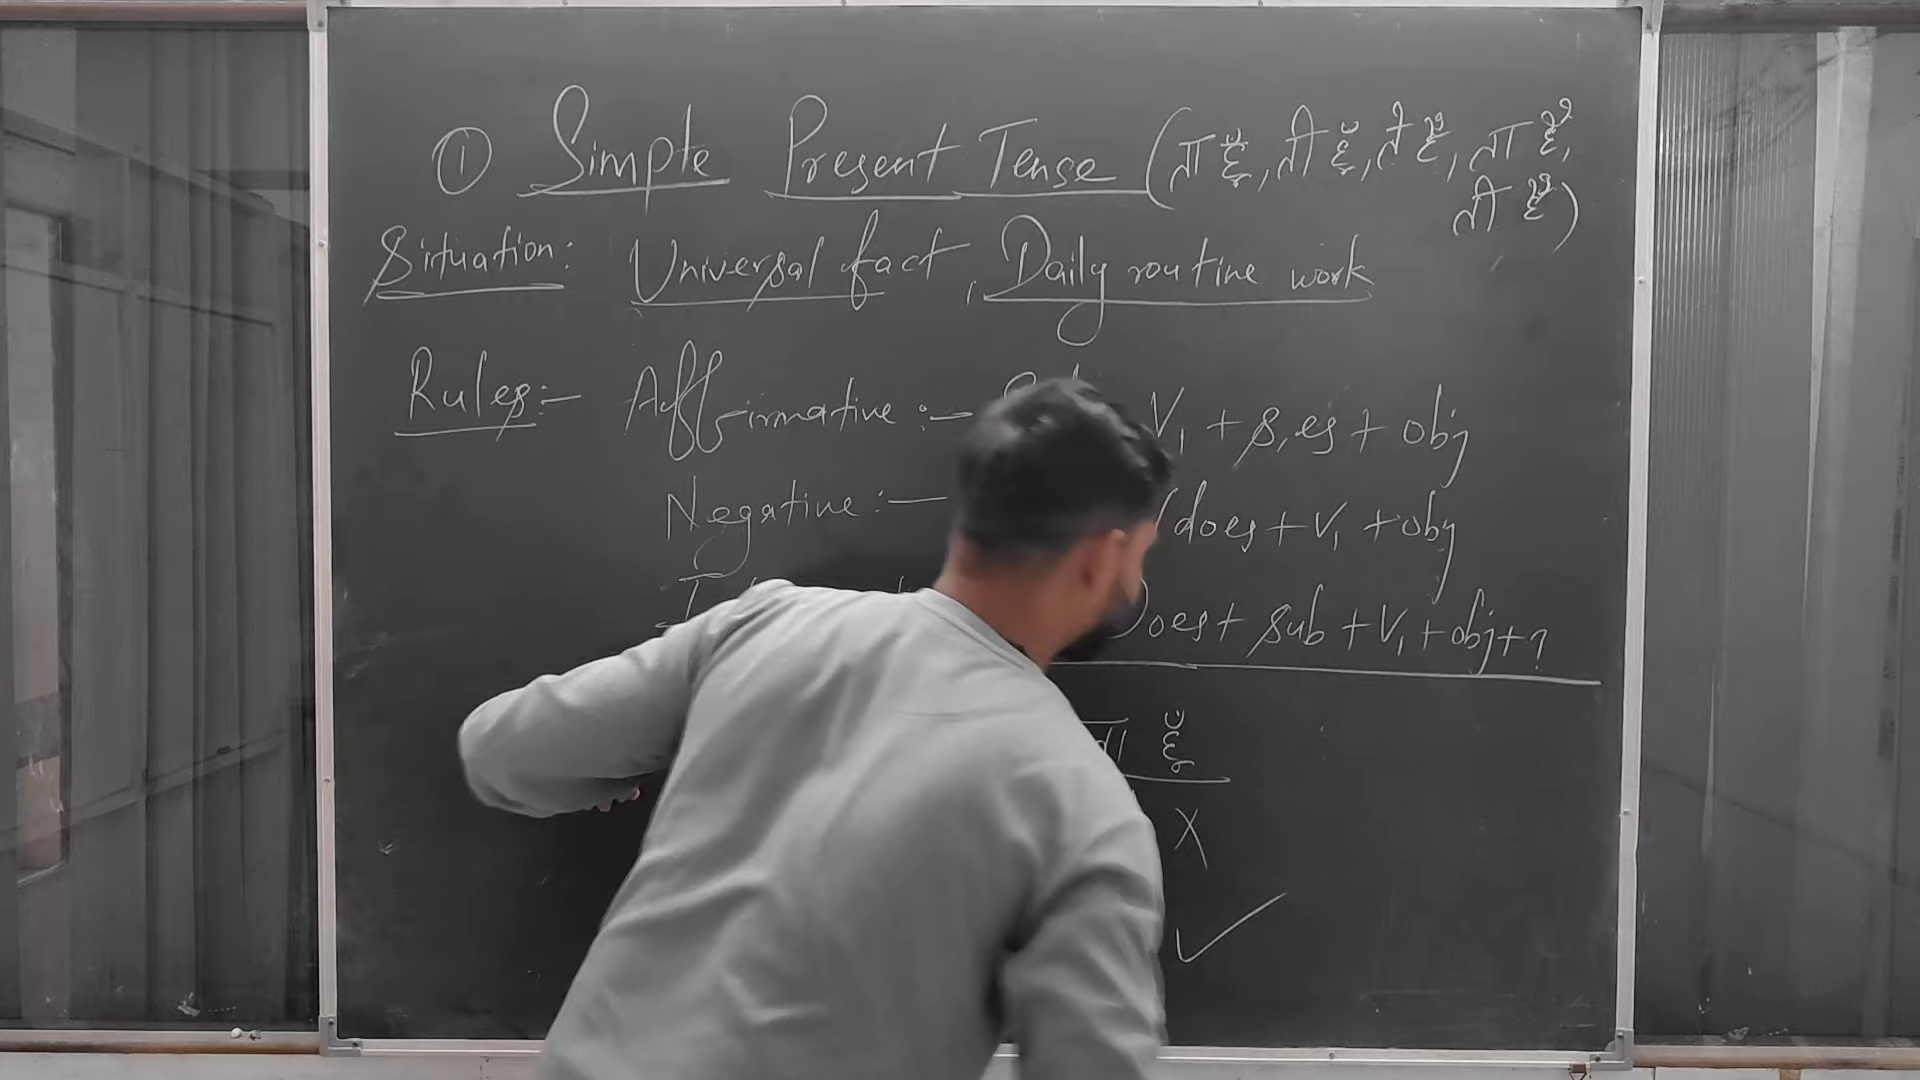 ① Simple Present Tense (ता हूँ, ती हूँ, ते हैं, ता है,
ती है)
Situation: Universal fact, Daily routine work
Rules:- Affirmative:- V₁ + s,es + obj
Negative:- /does + V₁ + obj
Does + sub + V₁ + obj + ?
हूँ
X
✓